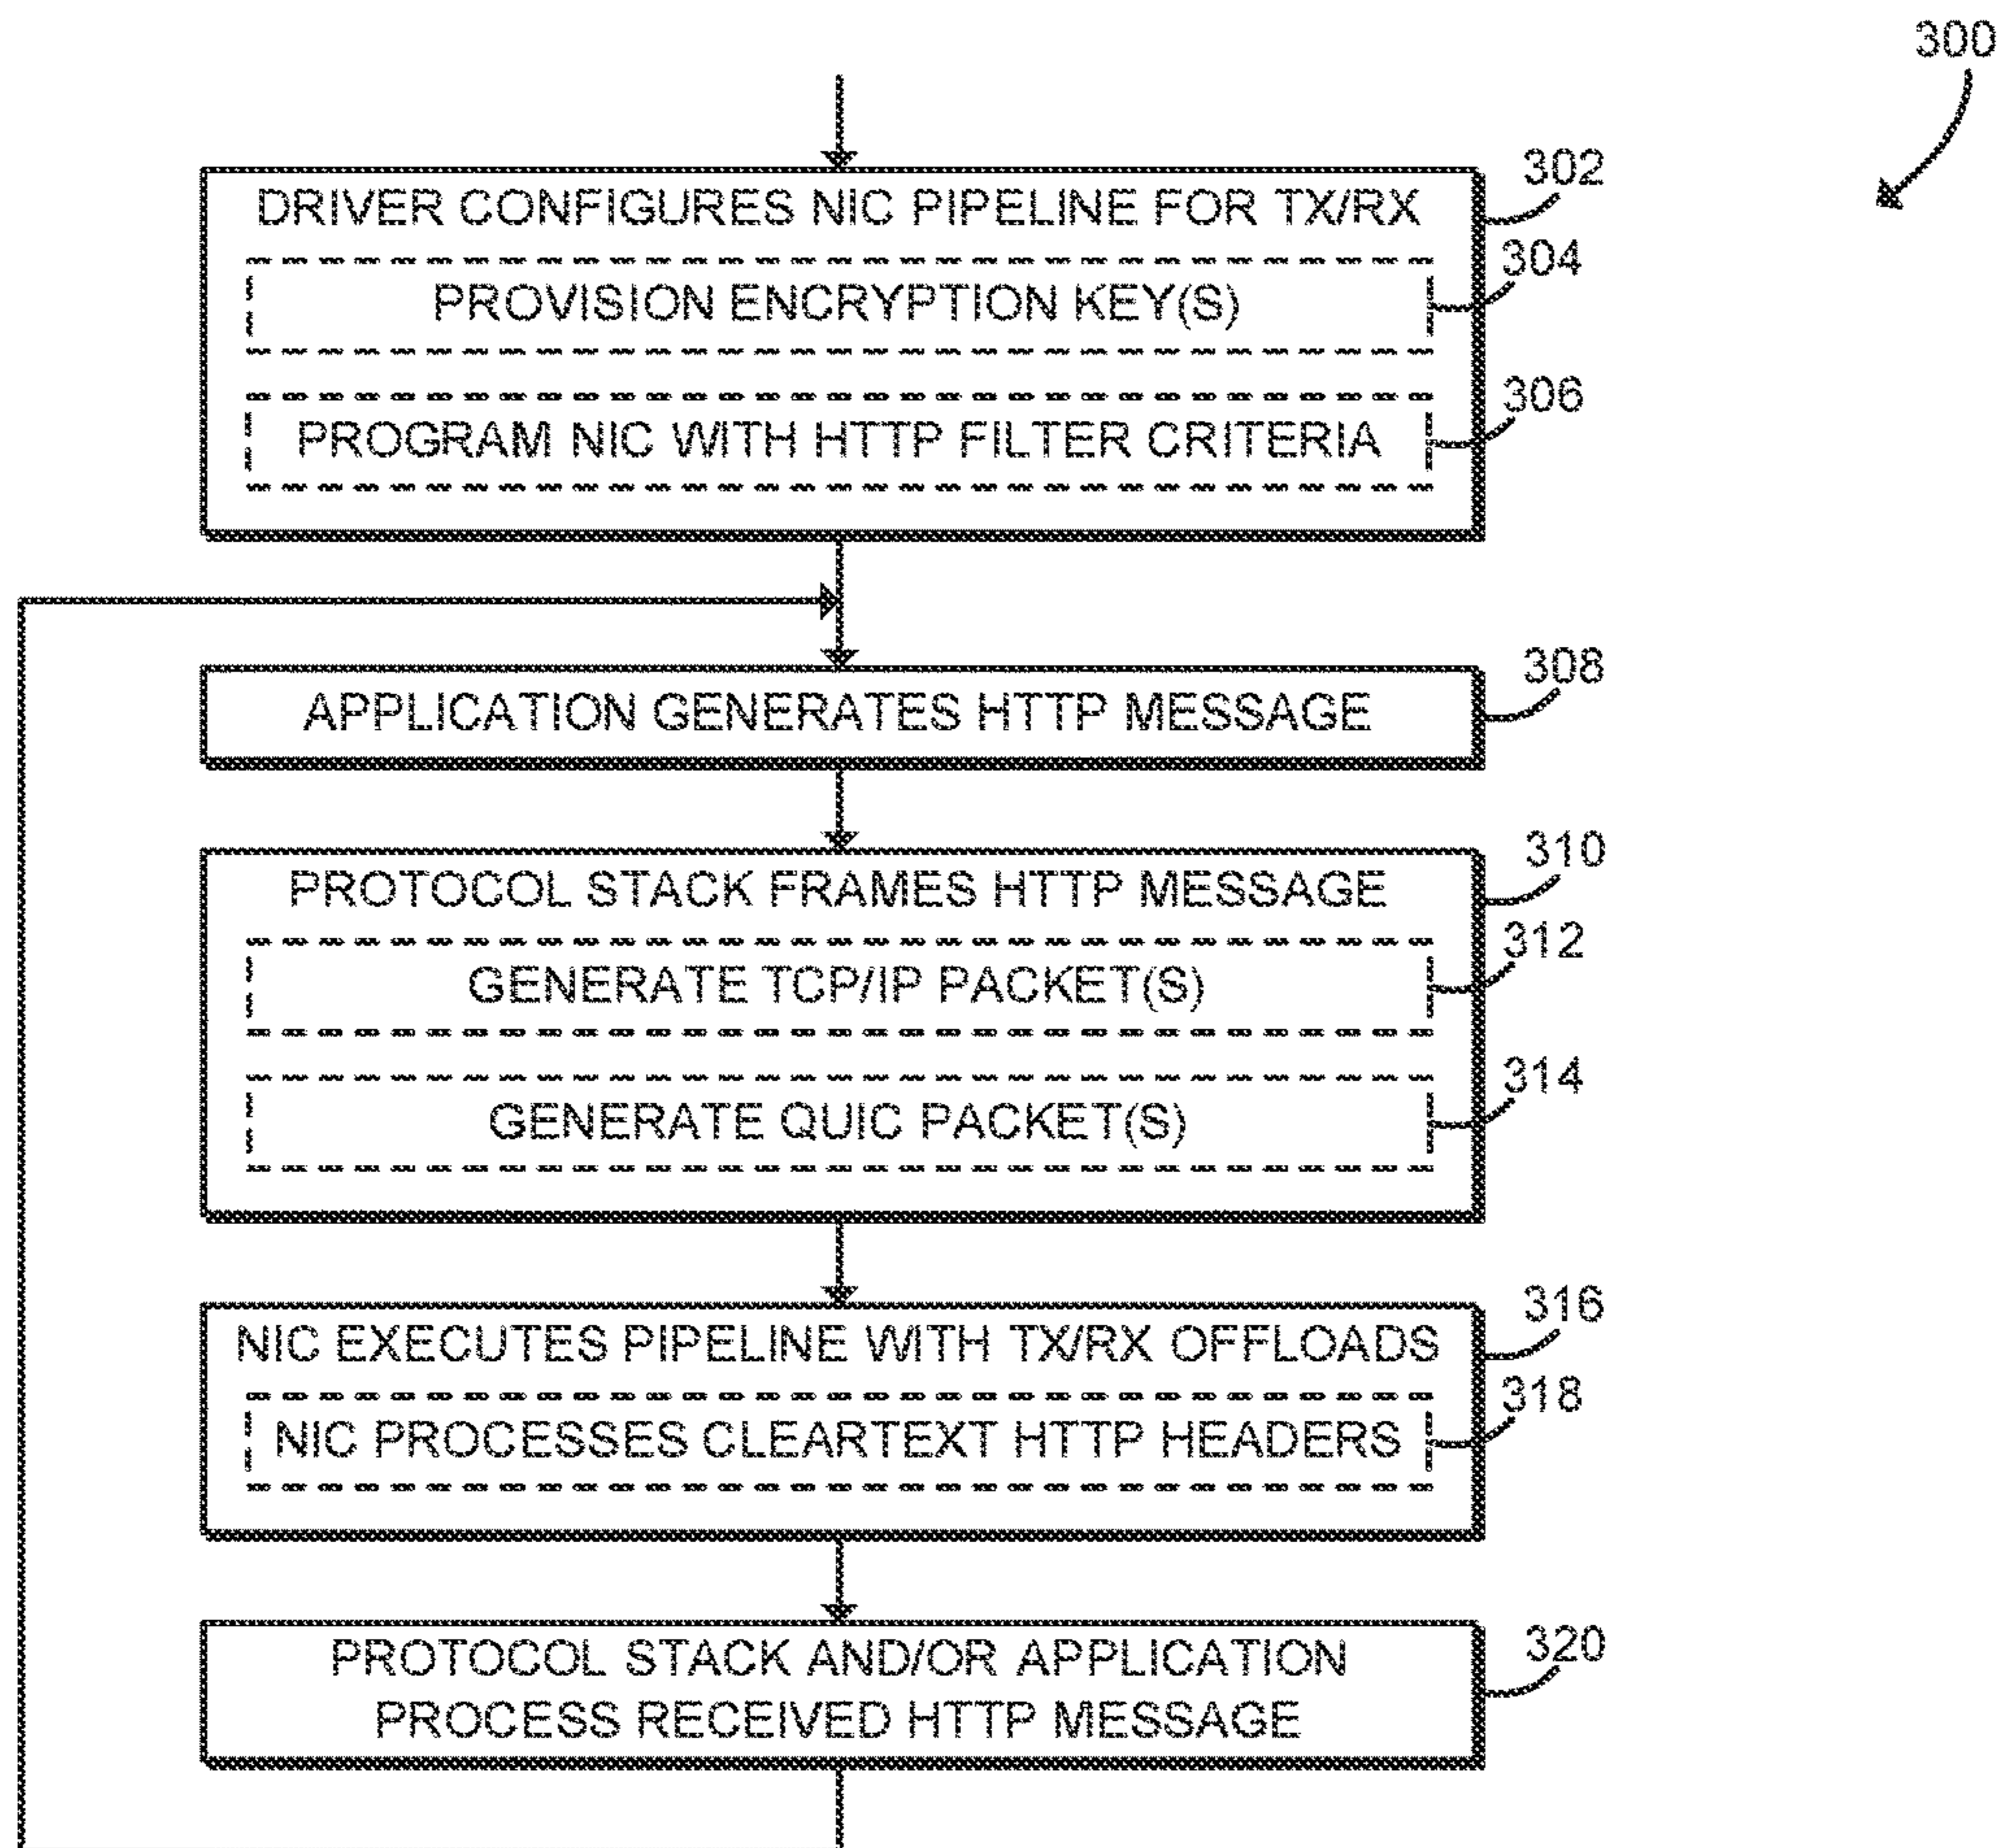 300
DRIVER CONFIGURES NIC PIPELINE FOR TX/RX
302
PROVISION ENCRYPTION KEY(S)
304
PROGRAM NIC WITH HTTP FILTER CRITERIA
306
APPLICATION GENERATES HTTP MESSAGE
308
PROTOCOL STACK FRAMES HTTP MESSAGE
310
GENERATE TCP/IP PACKET(S)
312
GENERATE QUIC PACKET(S)
314
NIC EXECUTES PIPELINE WITH TX/RX OFFLOADS
316
NIC PROCESSES CLEARTEXT HTTP HEADERS
318
PROTOCOL STACK AND/OR APPLICATION
PROCESS RECEIVED HTTP MESSAGE
320